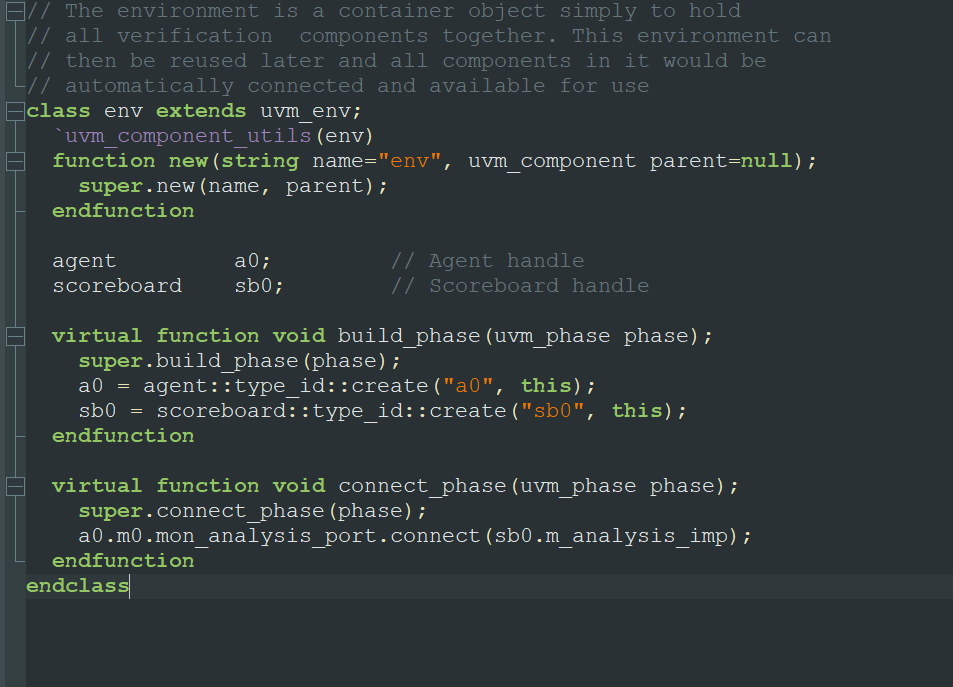 // The environment is a container object simply to hold
// all verification  components together. This environment can
// then be reused later and all components in it would be
// automatically connected and available for use
class env extends uvm_env;
  `uvm_component_utils(env)
  function new(string name="env", uvm_component parent=null);
    super.new(name, parent);
  endfunction

  agent         a0;         // Agent handle
  scoreboard    sb0;        // Scoreboard handle

  virtual function void build_phase(uvm_phase phase);
    super.build_phase(phase);
    a0 = agent::type_id::create("a0", this);
    sb0 = scoreboard::type_id::create("sb0", this);
  endfunction

  virtual function void connect_phase(uvm_phase phase);
    super.connect_phase(phase);
    a0.m0.mon_analysis_port.connect(sb0.m_analysis_imp);
  endfunction
endclass